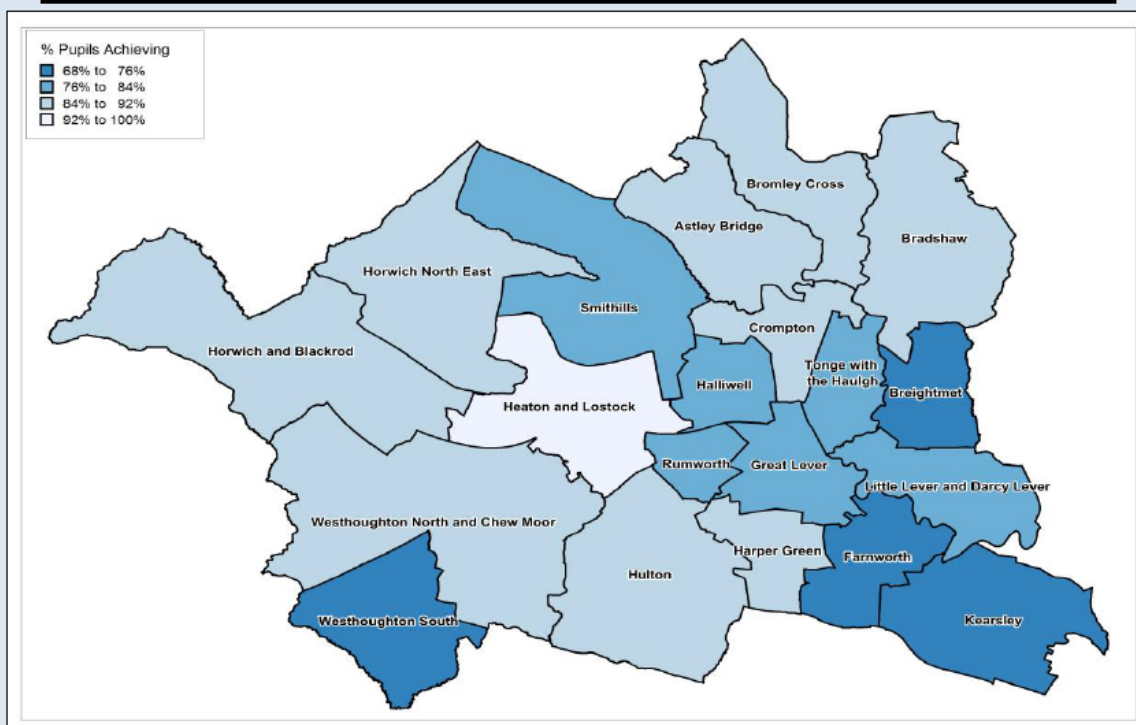 % Pupils Achieving
68% to 76%
76% to 84%
84% to 92%
92% to 100%
Bromley Cross
Astley Bridge
Bradshaw
Horwich North East
Smithills
Crompton
Horwich and Blackrod
Tonge with
the Haulgh
Halliwell
Breightmet
Heaton and Lostock
Rumworth
Great Lever
Little Lever and Darcy Lever
Westhoughton North and Chew Moor
Harper Green
Farnworth
Hulton
Westhoughton South
Kearsley